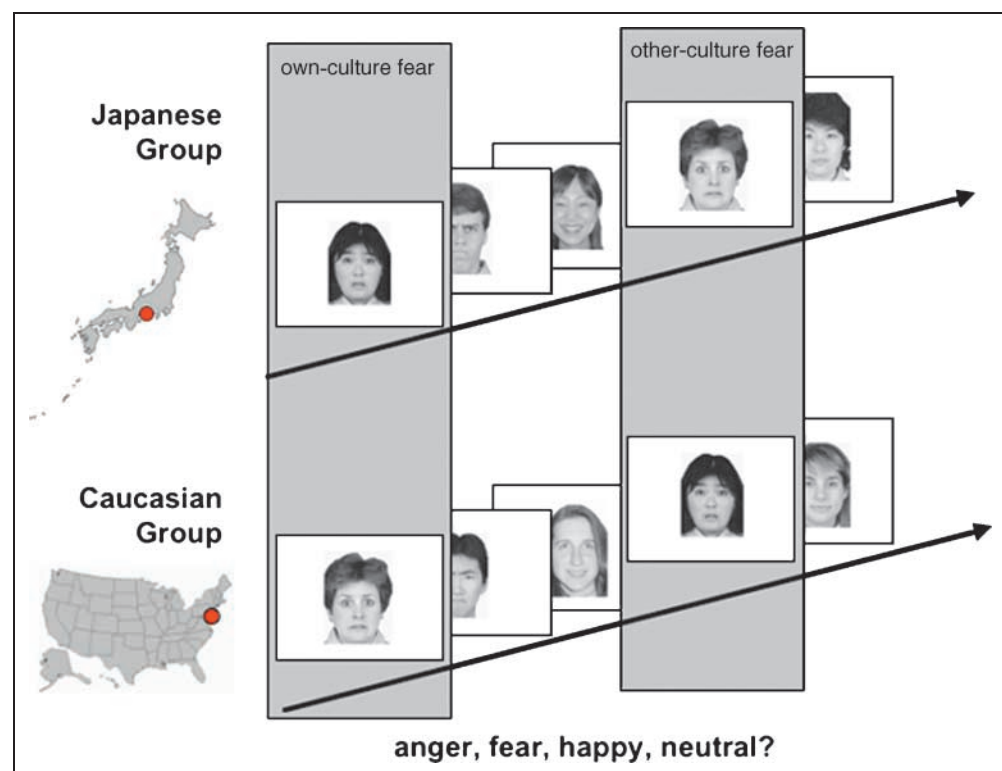 own-culture fear
other-culture fear
Japanese
Group
Caucasian
Group
anger, fear, happy, neutral?